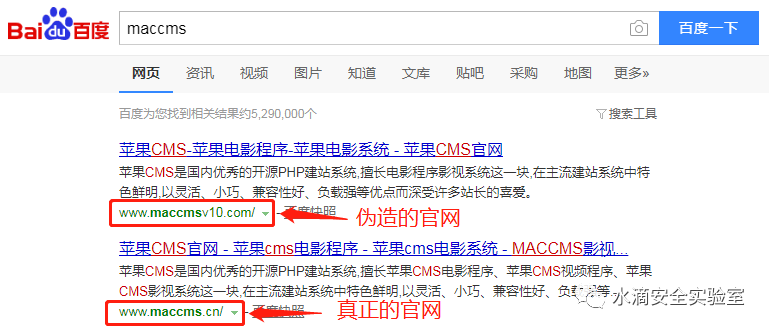 Bai du 百度 maccms 百度一下
网页 资讯 视频 图片 知道 文库 贴吧 采购 地图 更多»
百度为您找到相关结果约5,290,000个 搜索工具
苹果CMS-苹果电影程序-苹果电影系统 - 苹果CMS官网
苹果CMS是国内优秀的开源PHP建站系统,擅长电影程序影视系统这一块,在主流建站系统中特
色鲜明,以灵活、小巧、兼容性好、负载强等优点而深受许多站长的喜爱。
www.maccmsv10.com/ - 百度快照 伪造的官网
苹果CMS官网 - 苹果cms电影程序 - 苹果cms电影系统 - MACCMS影视...
苹果CMS是国内优秀的开源PHP建站系统,擅长苹果CMS电影程序、苹果CMS视频程序、苹果
CMS影视系统这一块,在主流建站系统中特色鲜明,以灵活、小巧、兼容性好、负载等...
www.maccms.cn/ - 百度快照 真正的官网 水滴安全实验室